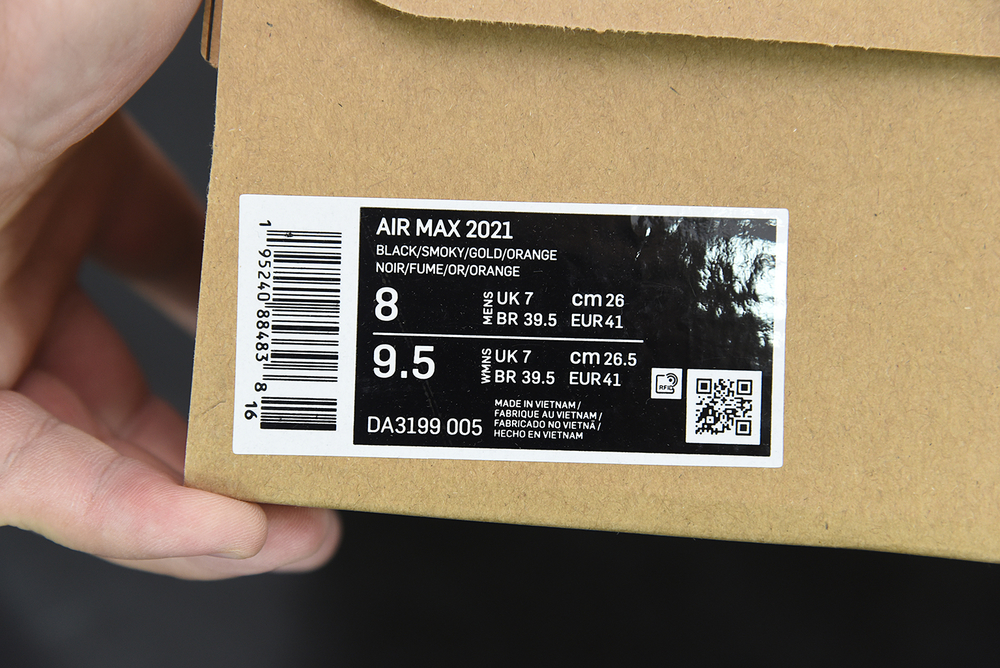 AIR MAX 2021
BLACK/SMOKY/GOLD/ORANGE
NOIR/FUME/OR/ORANGE
8 MENS UK 7 cm 26
BR 39.5 EUR 41
9.5 WMNS UK 7 cm 26.5
BR 39.5 EUR 41
DA3199 005
MADE IN VIETNAM /
FABRIQUE AU VIETNAM /
FABRICADO NO VIETNÃ /
HECHO EN VIETNAM
RFID
1 95240 88483 8 16